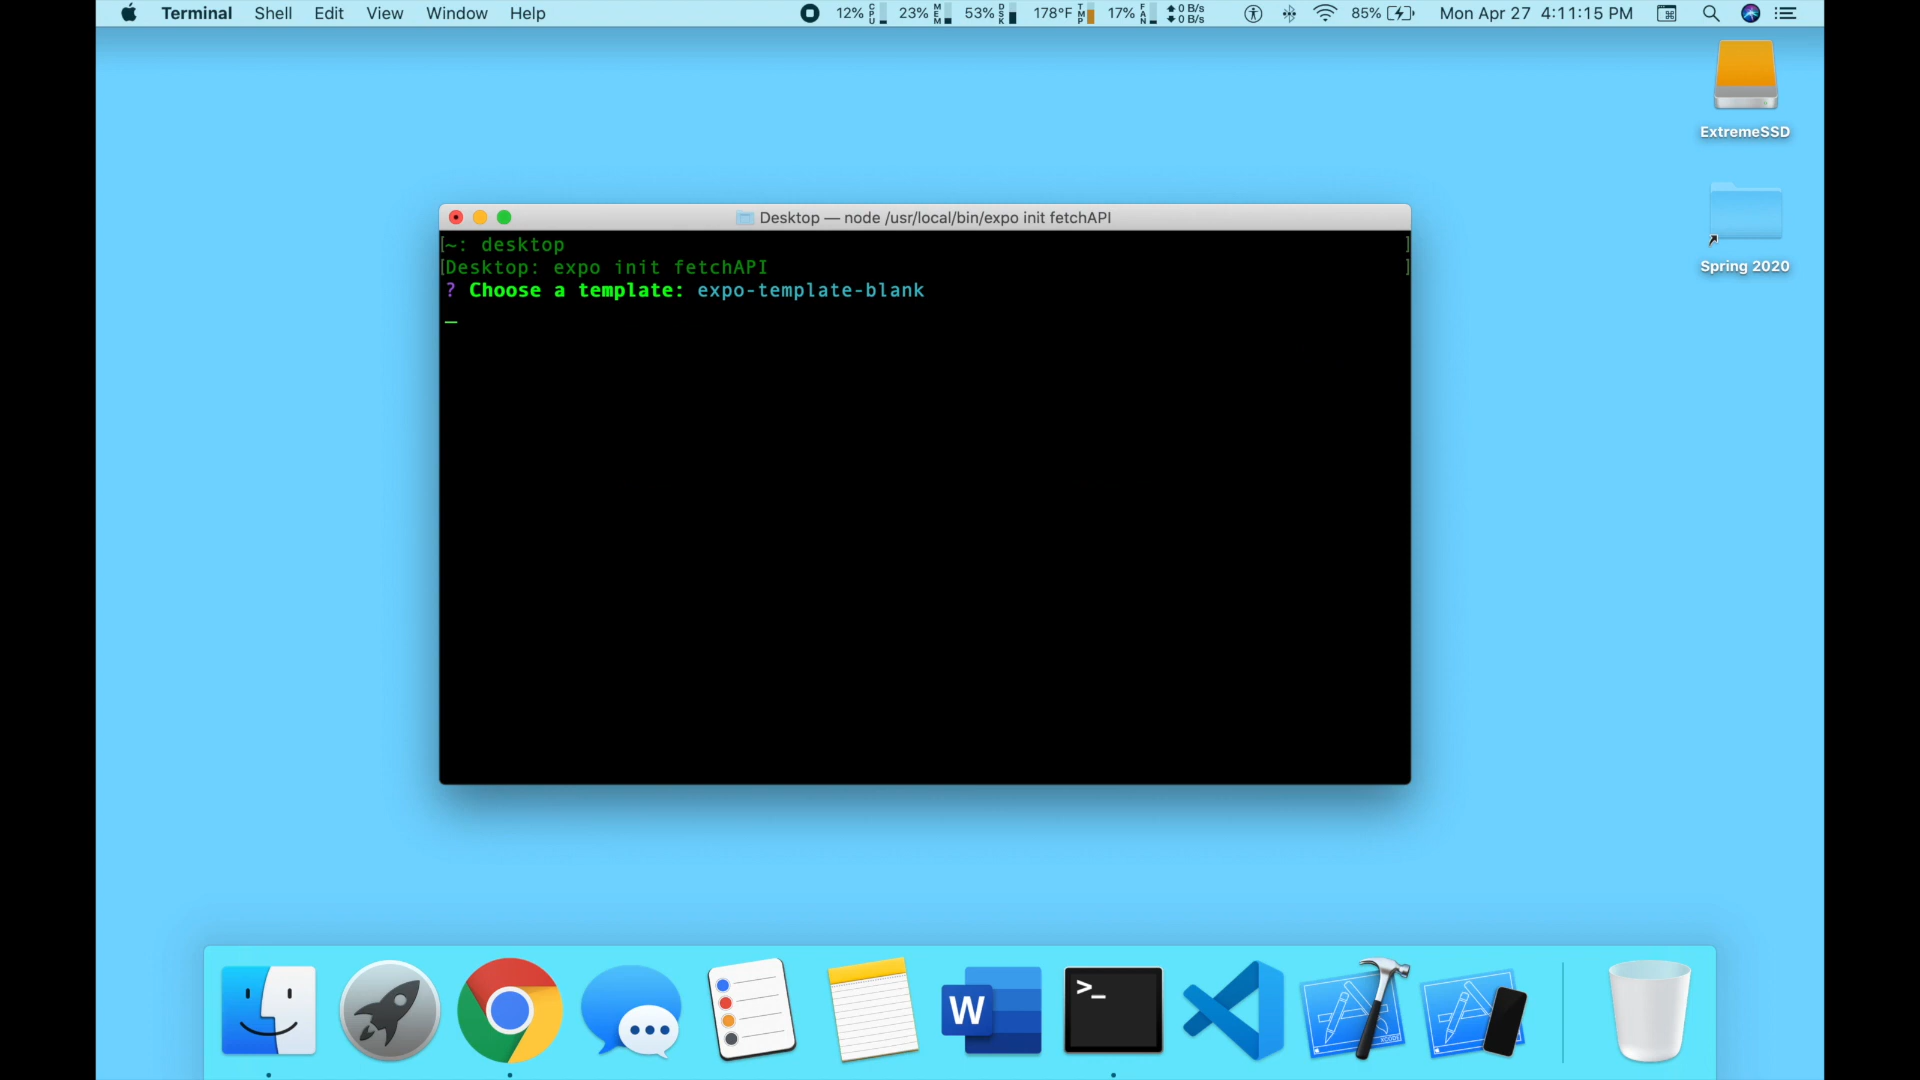 Terminal Shell Edit View Window Help 12% CPU 23% MEM 53% DSK 178°F TMP 17% FAN 0 B/s 0 B/s 85% Mon Apr 27 4:11:15 PM
ExtremeSSD
Spring 2020
Desktop — node /usr/local/bin/expo init fetchAPI
[~: desktop ]
[Desktop: expo init fetchAPI ]
? Choose a template: expo-template-blank
_
W >_